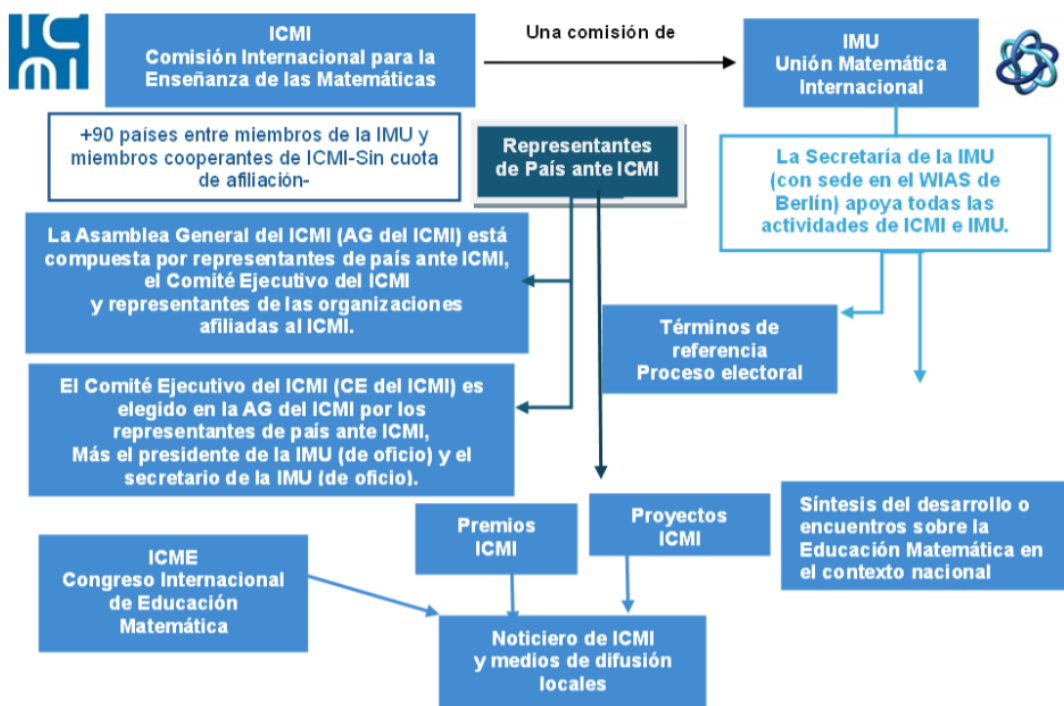 ICMI
ICMI
Comisión Internacional para la
Enseñanza de las Matemáticas
Una comisión de
IMU
Unión Matemática
Internacional
+90 países entre miembros de la IMU y
miembros cooperantes de ICMI-Sin cuota
de afiliación-
Representantes
de País ante ICMI
La Secretaría de la IMU
(con sede en el WIAS de
Berlín) apoya todas las
actividades de ICMI e IMU.
La Asamblea General del ICMI (AG del ICMI) está
compuesta por representantes de país ante ICMI,
el Comité Ejecutivo del ICMI
y representantes de las organizaciones
afiliadas al ICMI.
Términos de
referencia
Proceso electoral
El Comité Ejecutivo del ICMI (CE del ICMI) es
elegido en la AG del ICMI por los
representantes de país ante ICMI,
Más el presidente de la IMU (de oficio) y el
secretario de la IMU (de oficio).
Premios
ICMI
Proyectos
ICMI
Síntesis del desarrollo o
encuentros sobre la
Educación Matemática en
el contexto nacional
ICME
Congreso Internacional
de Educación
Matemática
Noticiero de ICMI
y medios de difusión
locales